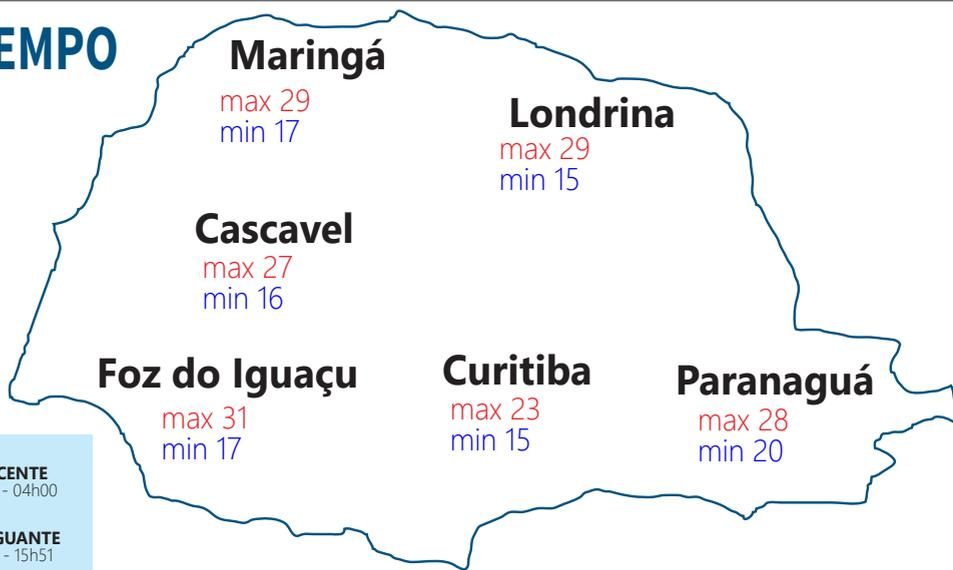 EMPO
Maringá
max 29
min 17
Londrina
max 29
min 15
Cascavel
max 27
min 16
Foz do Iguaçu
max 31
min 17
Curitiba
max 23
min 15
Paranaguá
max 28
min 20
CENTE
- 04h00
GUANTE
- 15h51